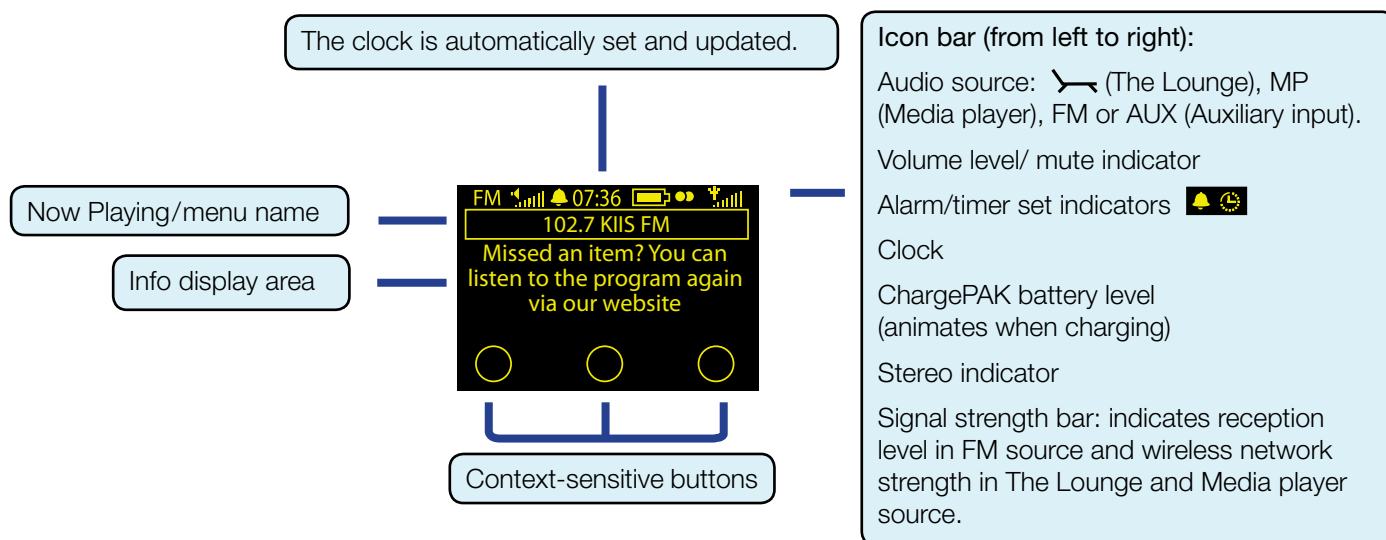 The clock is automatically set and updated.
Now Playing/menu name
Info display area
FM 07:36
102.7 KIIS FM
Missed an item? You can
listen to the program again
via our website
Context-sensitive buttons
Icon bar (from left to right):
Audio source: (The Lounge), MP
(Media player), FM or AUX (Auxiliary input).
Volume level/ mute indicator
Alarm/timer set indicators
Clock
ChargePAK battery level
(animates when charging)
Stereo indicator
Signal strength bar: indicates reception
level in FM source and wireless network
strength in The Lounge and Media player
source.